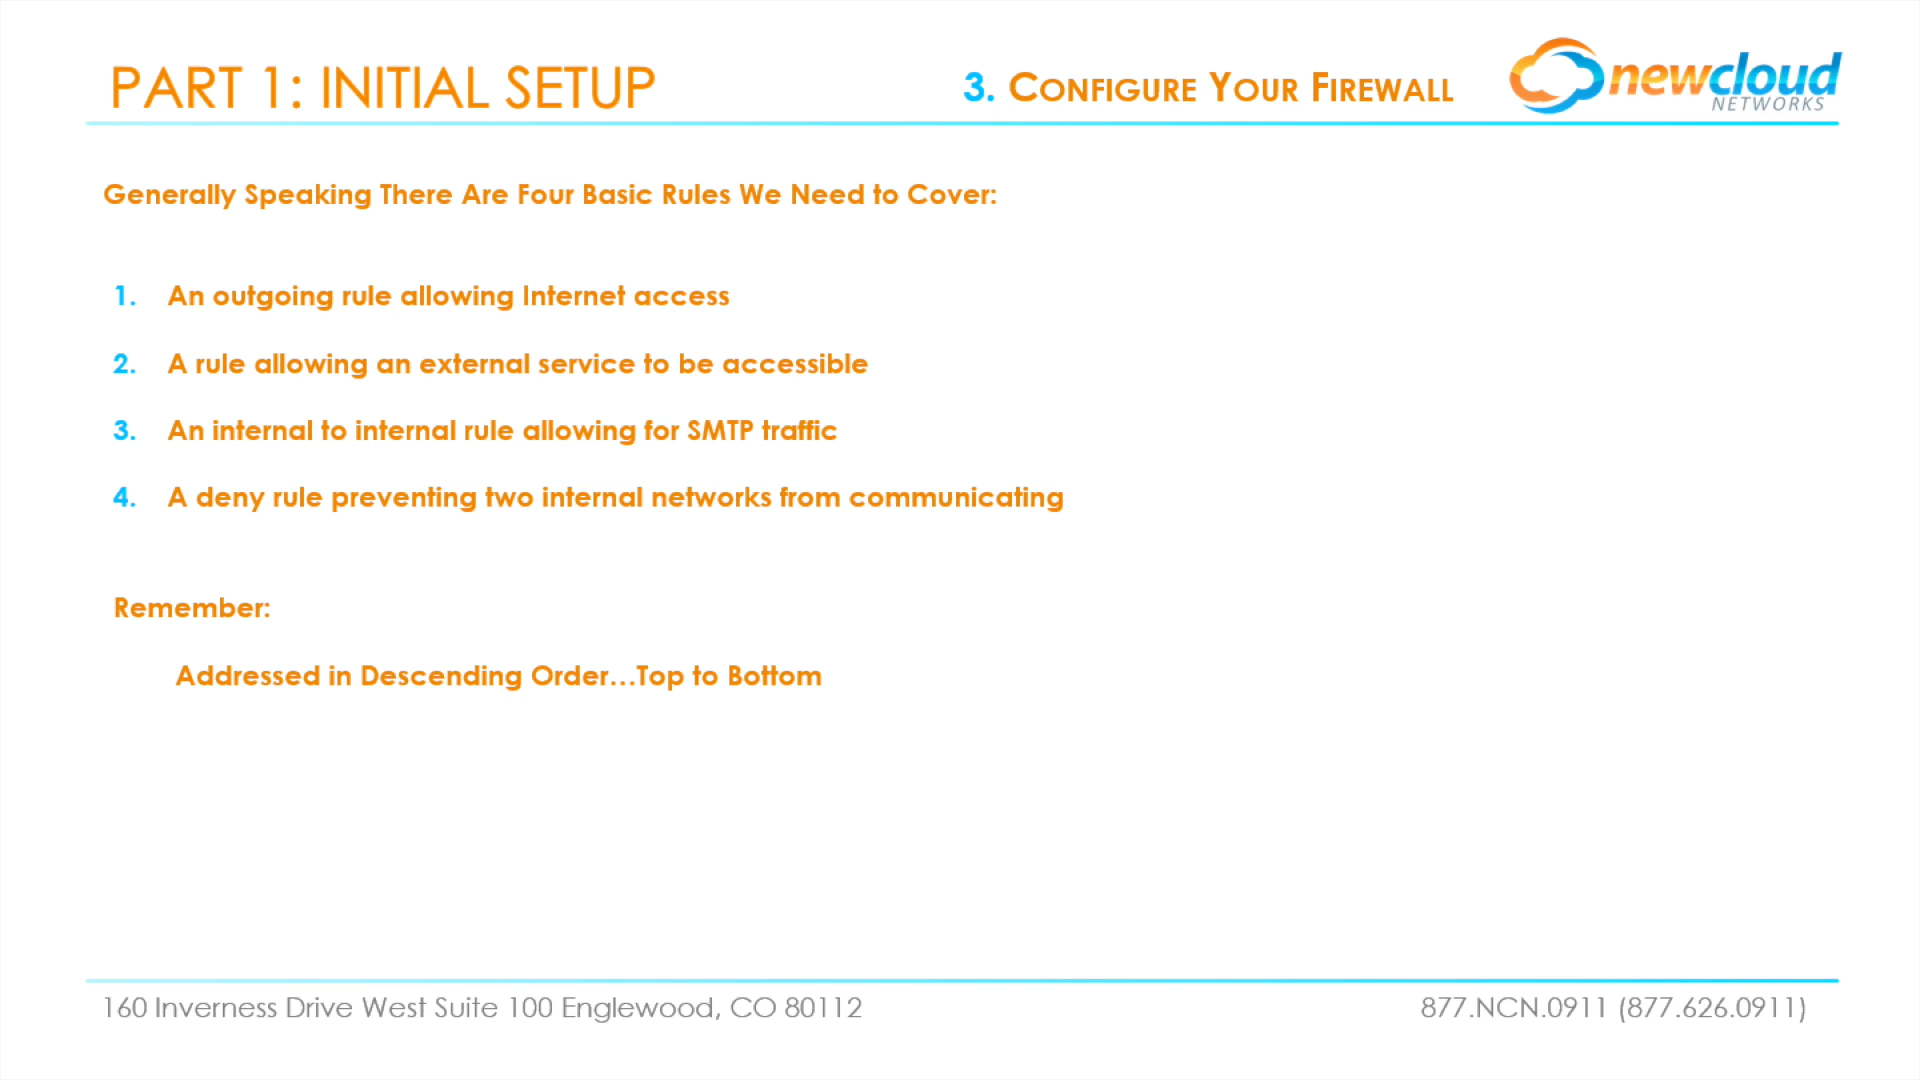 PART 1: INITIAL SETUP
3. CONFIGURE YOUR FIREWALL
newcloud
NETWORKS
Generally Speaking There Are Four Basic Rules We Need to Cover:
1. An outgoing rule allowing Internet access
2. A rule allowing an external service to be accessible
3. An internal to internal rule allowing for SMTP traffic
4. A deny rule preventing two internal networks from communicating
Remember:
Addressed in Descending Order...Top to Bottom
160 Inverness Drive West Suite 100 Englewood, CO 80112
877.NCN.0911 (877.626.0911)